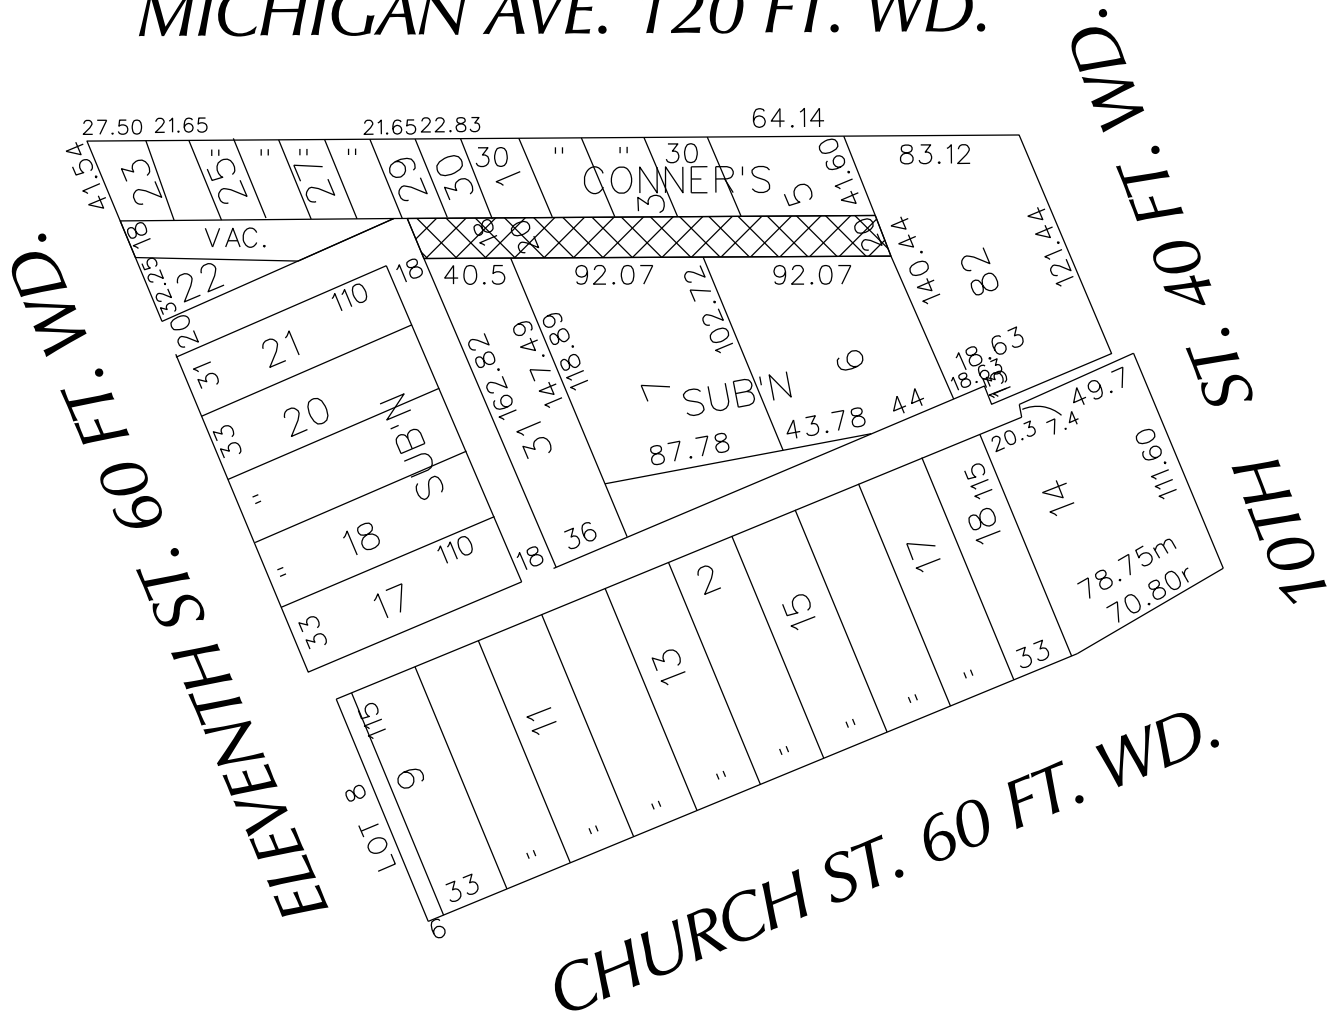 MICHIGAN AVE. 120 FT. WD.
10TH ST. 40 FT. WD.
27.50 21.65 21.65 22.83 64.14
41.54 23 25 " " 27 " " 29 30 30 1 " " 30 41.60 83.12
CONNER'S
3 5
18 VAC. 18 20 20
32.25 22 18 40.5 92.07 92.07 140.44 82 121.44
20 110
31 21 162.82 147.49 118.89 102.72
33 20 7 SUB'N 6 18.63
SUB'N 18.63
31 87.78 43.78 44 49.7
" 20.3 7.4
" 18 110 18 36 115 14 111.60
33 17 18
2 15 17 78.75m
13 70.80r
115 11 33
LOT 8 9 " " " " " " " "
33
6
ELEVENTH ST. 60 FT. WD.
CHURCH ST. 60 FT. WD.